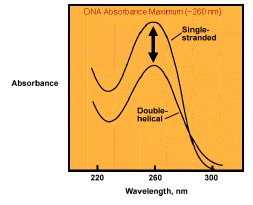 DNA Absorbance Maximum (~260 nm)
Single-
stranded
Absorbance
Double-
helical
220 260 300
Wavelength, nm